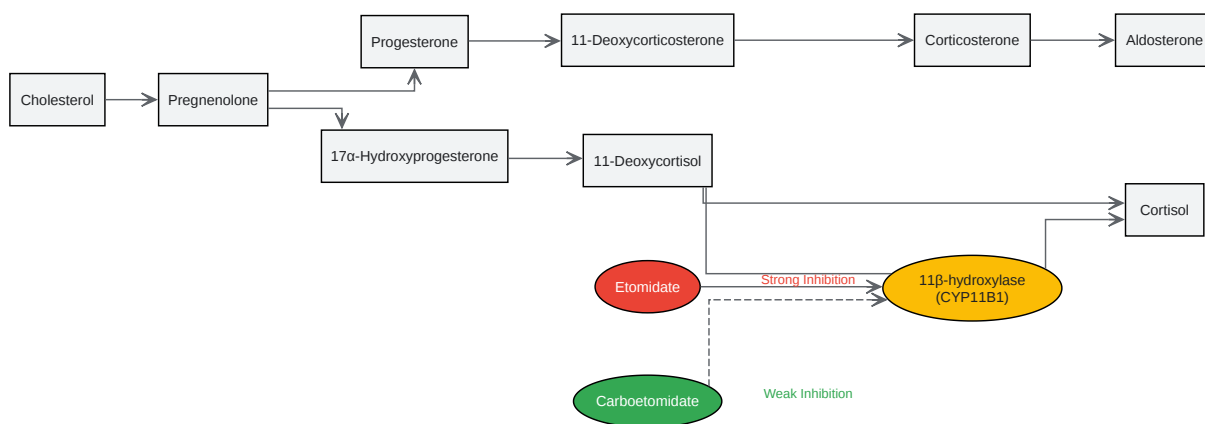 Progesterone
11-Deoxycorticosterone
Corticosterone
Aldosterone
Cholesterol
Pregnenolone
17α-Hydroxyprogesterone
11-Deoxycortisol
Cortisol
Etomidate
Strong Inhibition
11β-hydroxylase
(CYP11B1)
Carboetomidate
Weak Inhibition